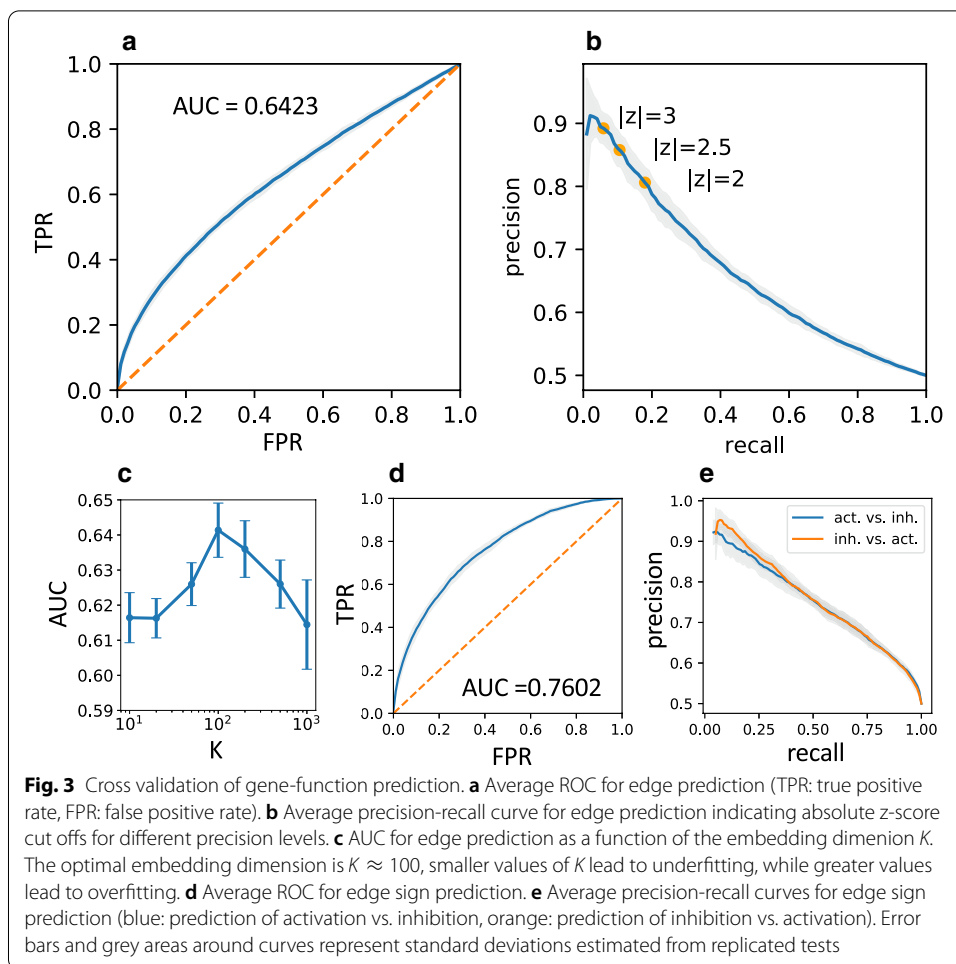 a
AUC = 0.6423
TPR
1.0
0.8
0.6
0.4
0.2
0.0
0.0 0.2 0.4 0.6 0.8 1.0
FPR
b
|z|=3
|z|=2.5
|z|=2
precision
0.9
0.8
0.7
0.6
0.5
0.0 0.2 0.4 0.6 0.8 1.0
recall
c
AUC
0.65
0.64
0.63
0.62
0.61
0.60
0.59
10¹ 10² 10³
K
d
TPR
1.0
0.8
0.6
0.4
0.2
0.0
AUC =0.7602
0.0 0.2 0.4 0.6 0.8 1.0
FPR
e
act. vs. inh.
inh. vs. act.
precision
1.0
0.9
0.8
0.7
0.6
0.5
0.00 0.25 0.50 0.75 1.00
recall
Fig. 3 Cross validation of gene-function prediction. a Average ROC for edge prediction (TPR: true positive
rate, FPR: false positive rate). b Average precision-recall curve for edge prediction indicating absolute z-score
cut offs for different precision levels. c AUC for edge prediction as a function of the embedding dimenion K.
The optimal embedding dimension is K ≈ 100, smaller values of K lead to underfitting, while greater values
lead to overfitting. d Average ROC for edge sign prediction. e Average precision-recall curves for edge sign
prediction (blue: prediction of activation vs. inhibition, orange: prediction of inhibition vs. activation). Error
bars and grey areas around curves represent standard deviations estimated from replicated tests